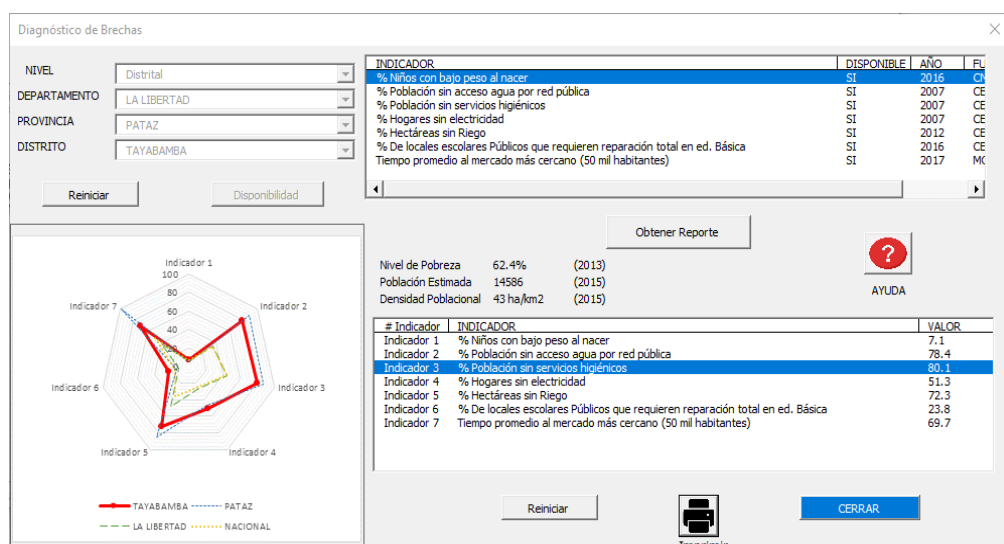 Diagnóstico de Brechas
NIVEL Distrital
DEPARTAMENTO LA LIBERTAD
PROVINCIA PATAZ
DISTRITO TAYABAMBA
Reiniciar Disponibilidad
INDICADOR DISPONIBLE AÑO FU
% Niños con bajo peso al nacer SI 2016 CN
% Población sin acceso agua por red pública SI 2007 CE
% Población sin servicios higiénicos SI 2007 CE
% Hogares sin electricidad SI 2007 CE
% Hectáreas sin Riego SI 2012 CE
% De locales escolares Públicos que requieren reparación total en ed. Básica SI 2016 CE
Tiempo promedio al mercado más cercano (50 mil habitantes) SI 2017 MC
Obtener Reporte
Nivel de Pobreza 62.4% (2013)
Población Estimada 14586 (2015)
Densidad Poblacional 43 ha/km2 (2015)
?
AYUDA
Indicador 1
100
80
Indicador 7 Indicador 2
60
40
20
0
Indicador 6 Indicador 3
Indicador 5 Indicador 4
TAYABAMBA PATAZ
LA LIBERTAD NACIONAL
# Indicador INDICADOR VALOR
Indicador 1 % Niños con bajo peso al nacer 7.1
Indicador 2 % Población sin acceso agua por red pública 78.4
Indicador 3 % Población sin servicios higiénicos 80.1
Indicador 4 % Hogares sin electricidad 51.3
Indicador 5 % Hectáreas sin Riego 72.3
Indicador 6 % De locales escolares Públicos que requieren reparación total en ed. Básica 23.8
Indicador 7 Tiempo promedio al mercado más cercano (50 mil habitantes) 69.7
Reiniciar CERRAR
Imprimir